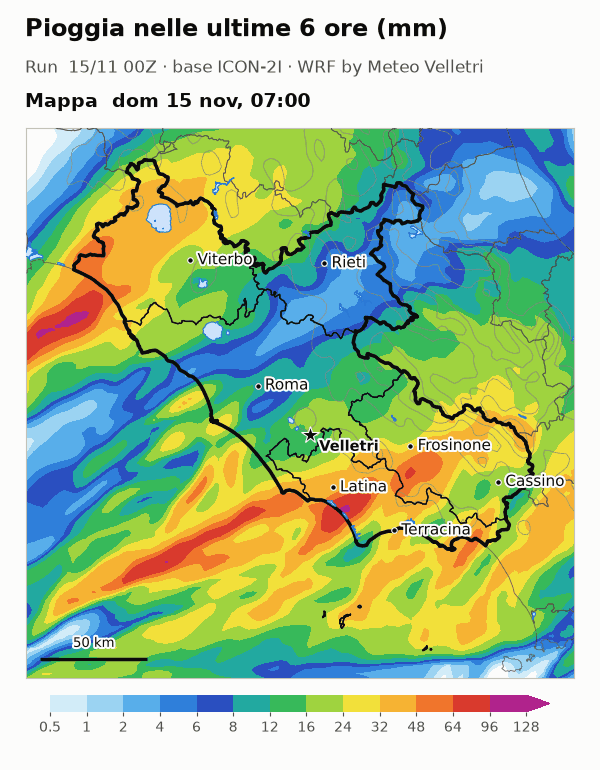 Pioggia nelle ultime 6 ore (mm)
Run 15/11 00Z · base ICON-2I · WRF by Meteo Velletri
Mappa dom 15 nov, 07:00
Viterbo
Rieti
Roma
Velletri
Frosinone
Latina
Cassino
Terracina
50 km
0.5 1 2 4 6 8 12 16 24 32 48 64 96 128